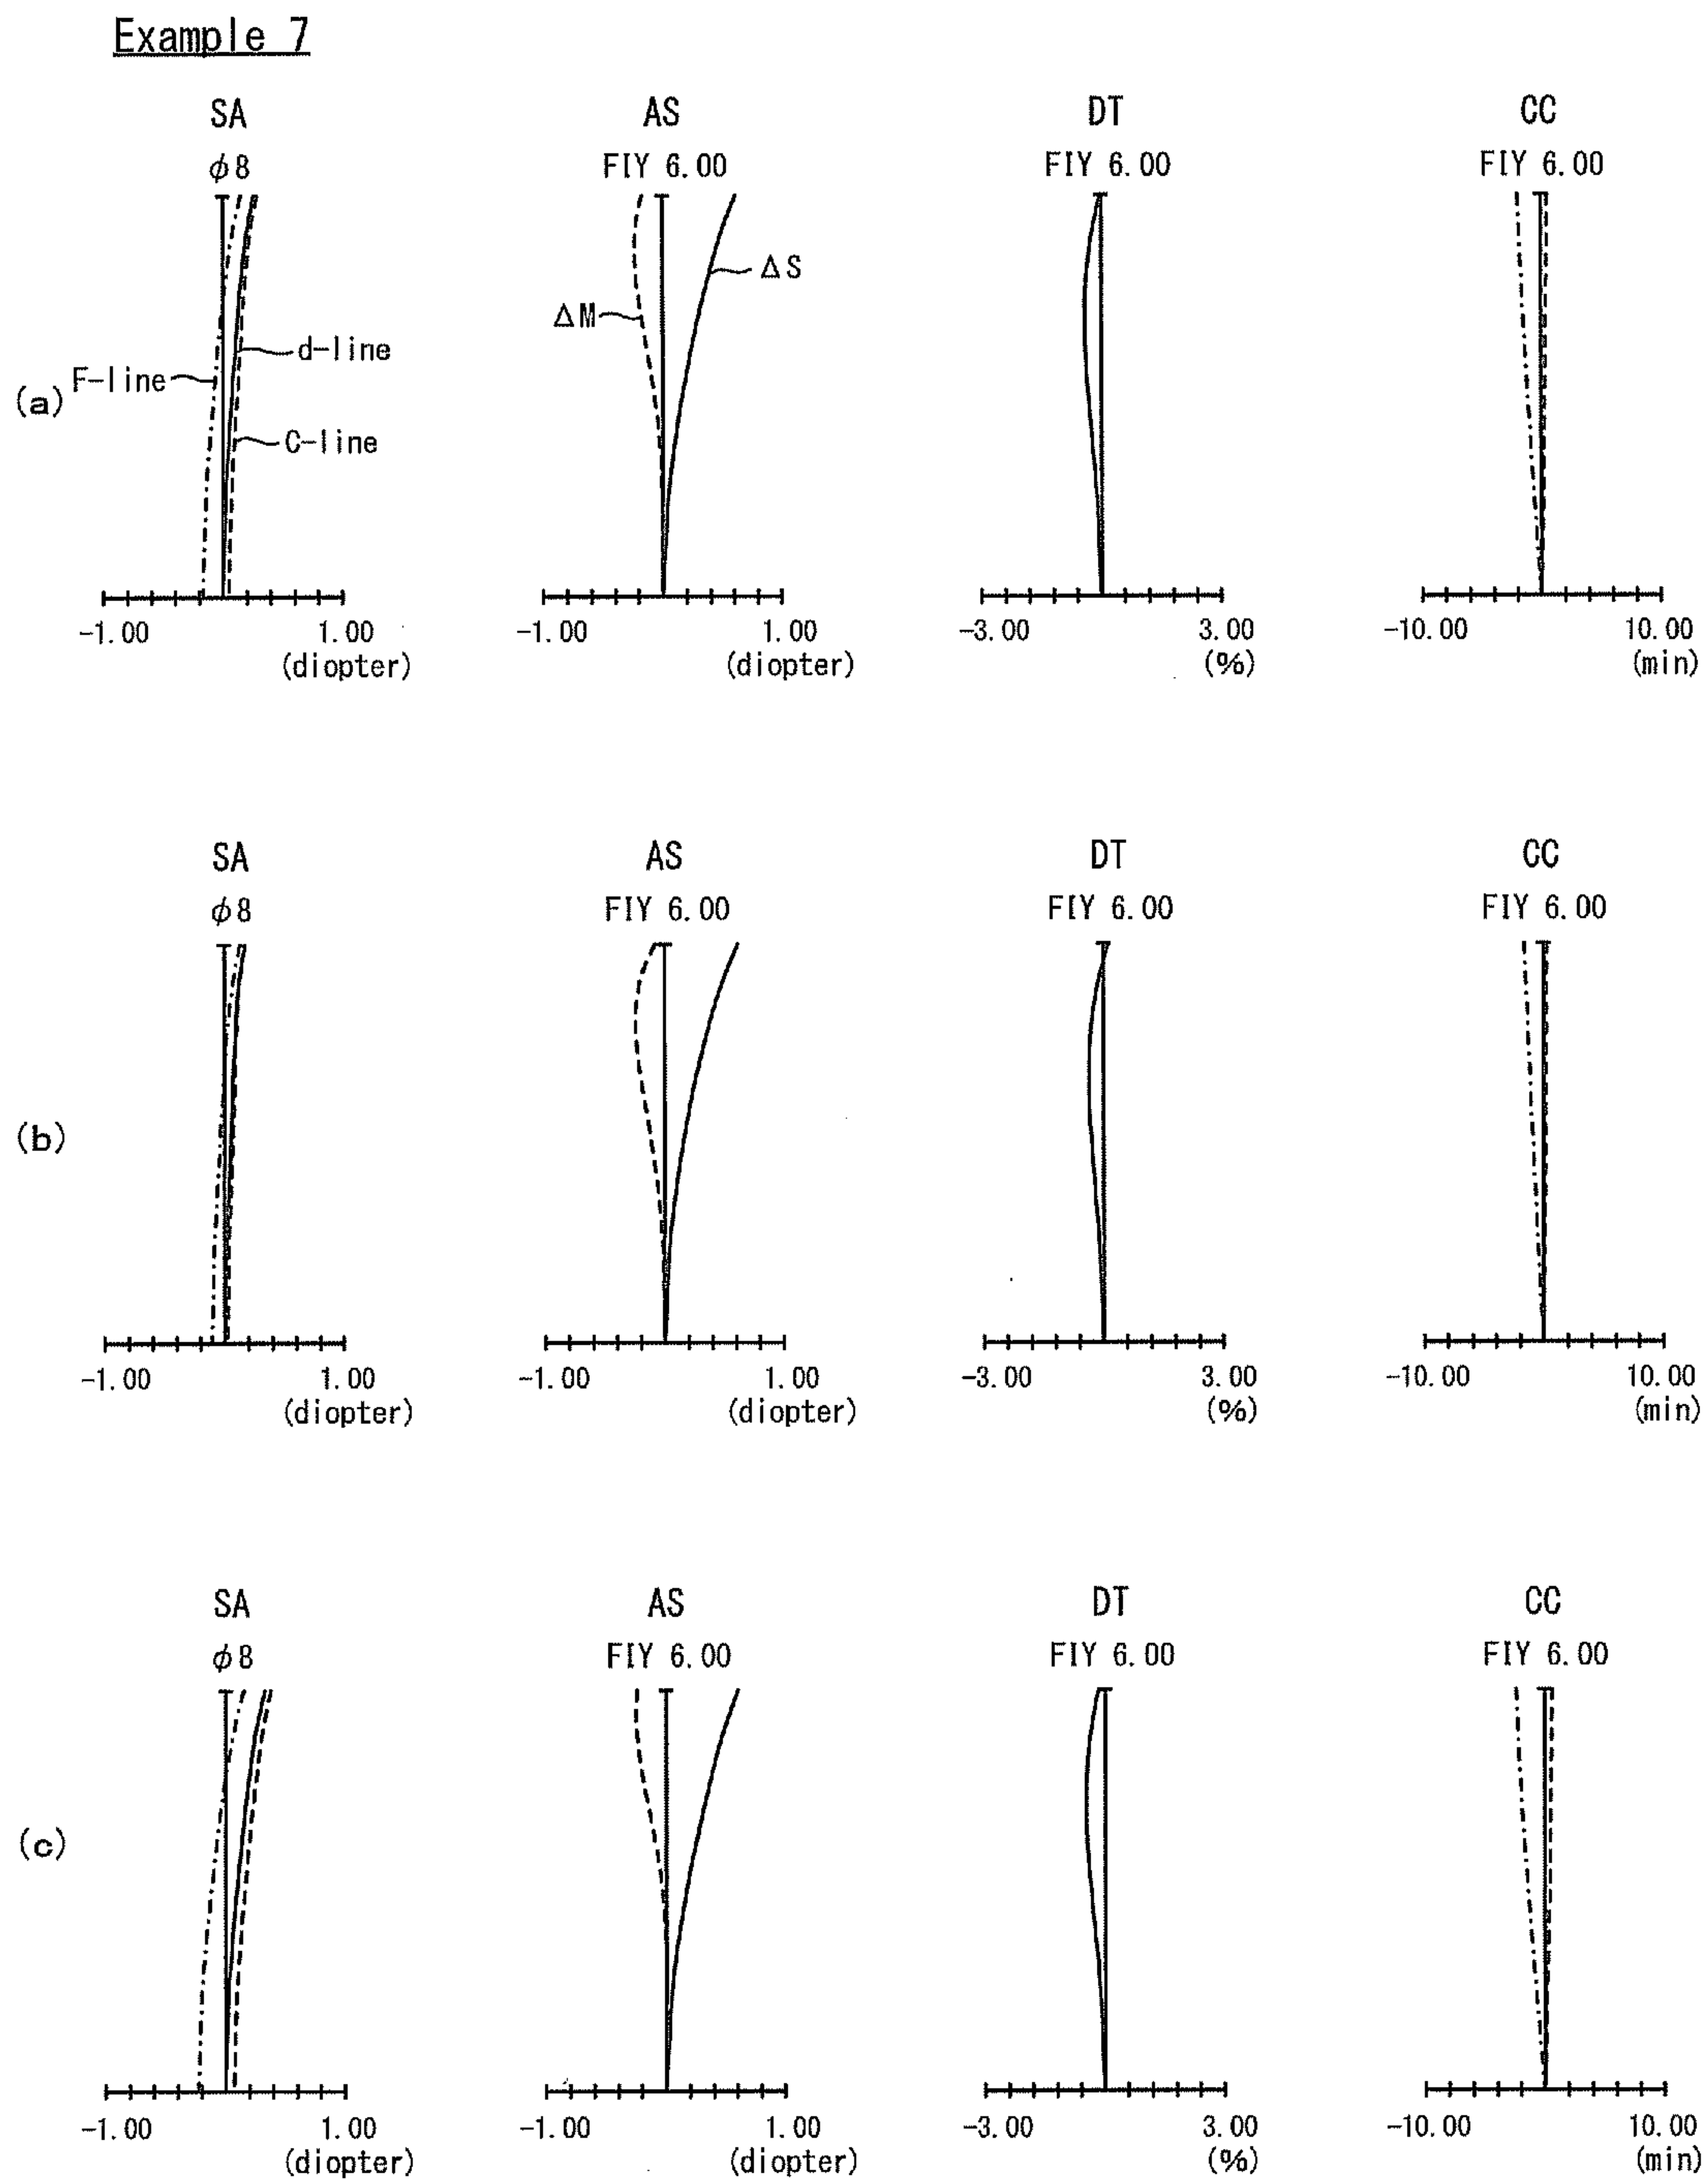 Example 7
SA AS DT CC
φ8 FIY 6.00 FIY 6.00 FIY 6.00
ΔS
ΔM
d-line
F-line
(a)
C-line
-1.00 1.00 -1.00 1.00 -3.00 3.00 -10.00 10.00
(diopter) (diopter) (%) (min)
SA AS DT CC
φ8 FIY 6.00 FIY 6.00 FIY 6.00
(b)
-1.00 1.00 -1.00 1.00 -3.00 3.00 -10.00 10.00
(diopter) (diopter) (%) (min)
SA AS DT CC
φ8 FIY 6.00 FIY 6.00 FIY 6.00
(c)
-1.00 1.00 -1.00 1.00 -3.00 3.00 -10.00 10.00
(diopter) (diopter) (%) (min)